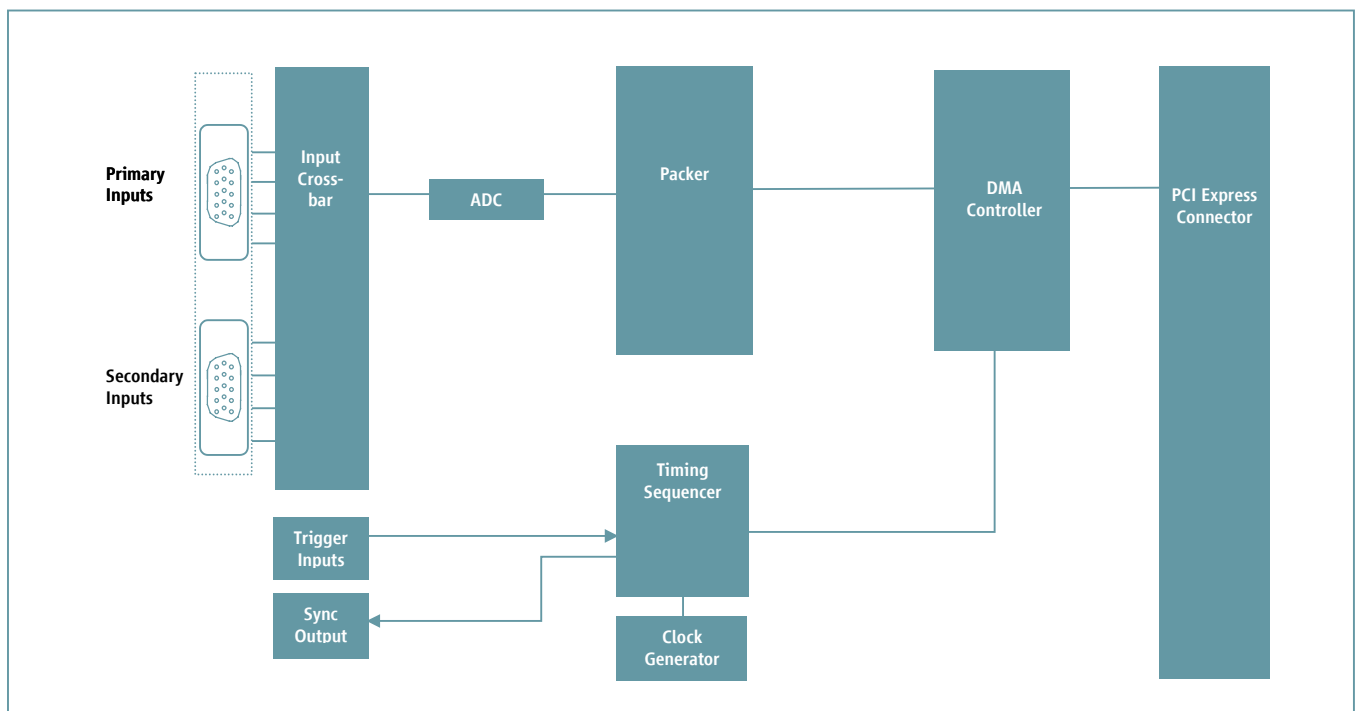 Primary
Inputs
Input
Cross-
bar
ADC
Packer
DMA
Controller
PCI Express
Connector
Secondary
Inputs
Timing
Sequencer
Trigger
Inputs
Sync
Output
Clock
Generator